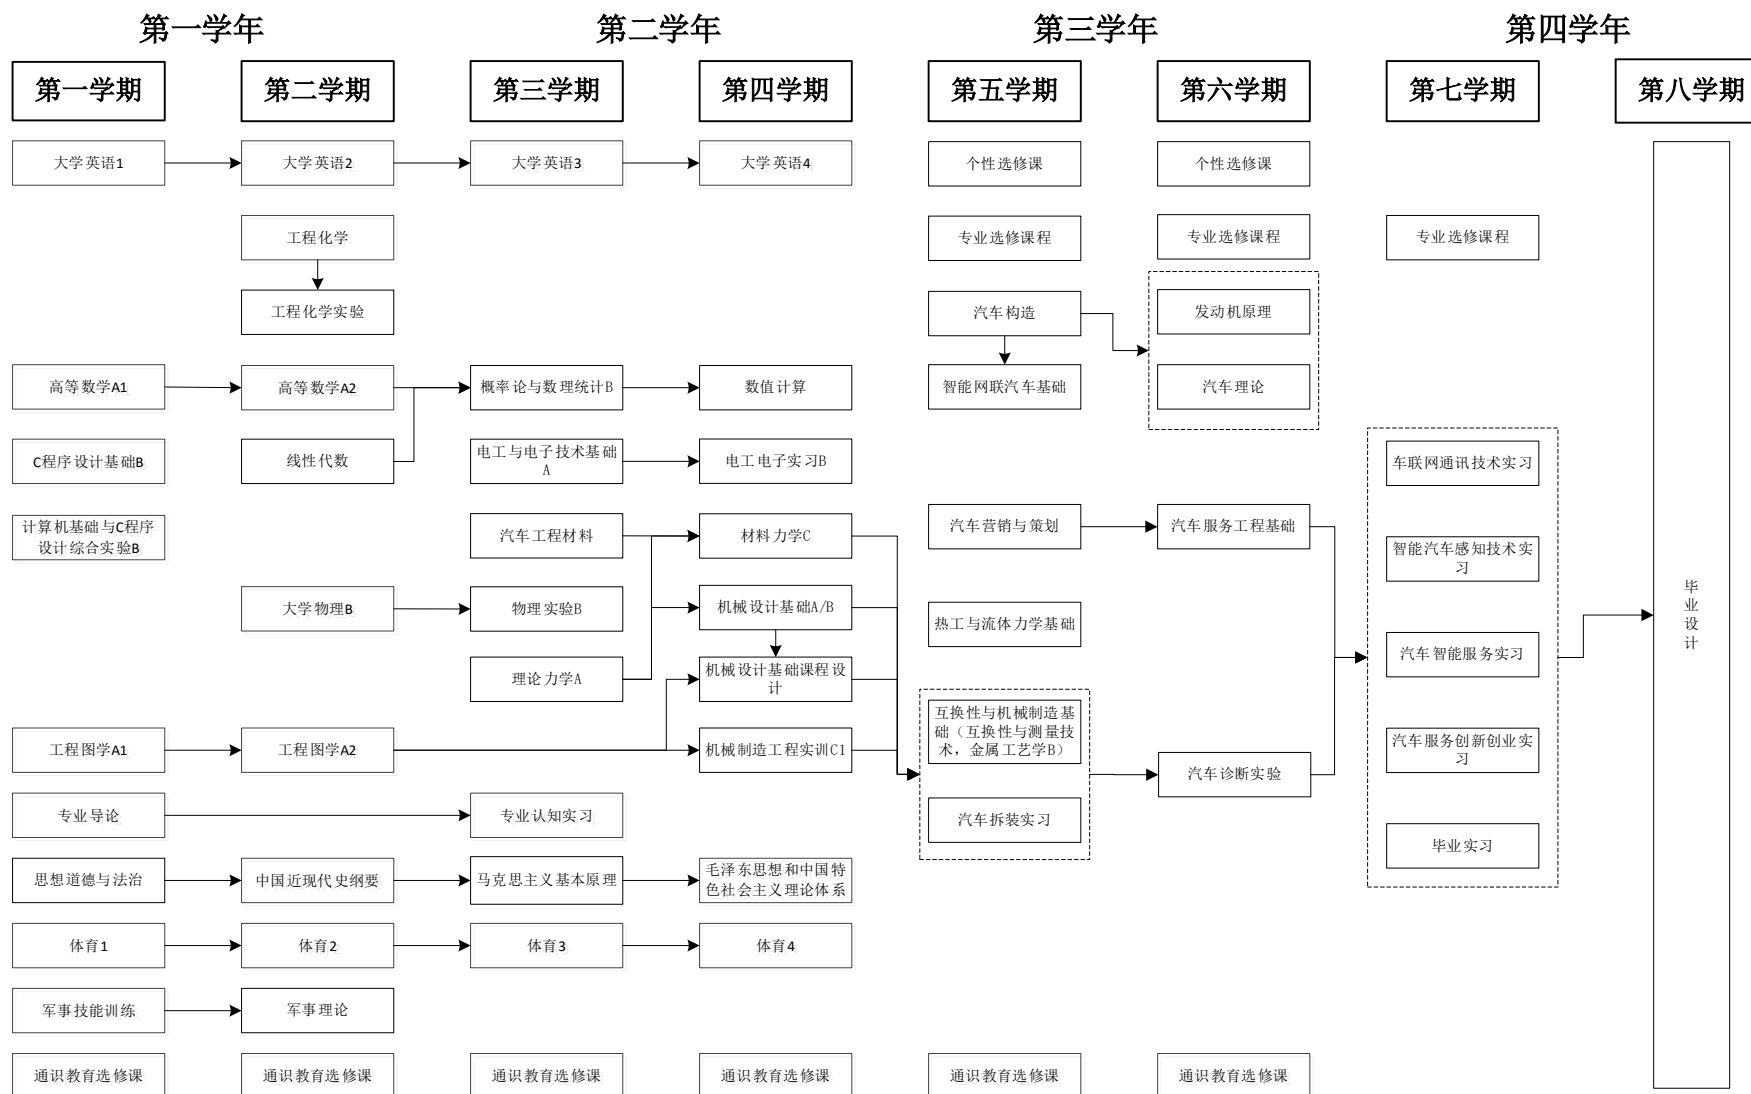 第一学年
第二学年
第三学年
第四学年
第一学期
第二学期
第三学期
第四学期
第五学期
第六学期
第七学期
第八学期
大学英语1
大学英语2
大学英语3
大学英语4
个性选修课
个性选修课
工程化学
专业选修课程
专业选修课程
专业选修课程
工程化学实验
汽车构造
发动机原理
高等数学A1
高等数学A2
概率论与数理统计B
数值计算
智能网联汽车基础
汽车理论
C程序设计基础B
线性代数
电工与电子技术基础
A
电工电子实习B
车联网通讯技术实习
计算机基础与C程序
设计综合实验B
汽车工程材料
材料力学C
汽车营销与策划
汽车服务工程基础
智能汽车感知技术实
习
大学物理B
物理实验B
机械设计基础A/B
热工与流体力学基础
毕
业
设
计
理论力学A
机械设计基础课程设
计
汽车智能服务实习
工程图学A1
工程图学A2
机械制造工程实训C1
互换性与机械制造基
础（互换性与测量技
术，金属工艺学B）
汽车诊断实验
汽车服务创新创业实
习
专业导论
专业认知实习
汽车拆装实习
毕业实习
思想道德与法治
中国近现代史纲要
马克思主义基本原理
毛泽东思想和中国特
色社会主义理论体系
体育1
体育2
体育3
体育4
军事技能训练
军事理论
通识教育选修课
通识教育选修课
通识教育选修课
通识教育选修课
通识教育选修课
通识教育选修课